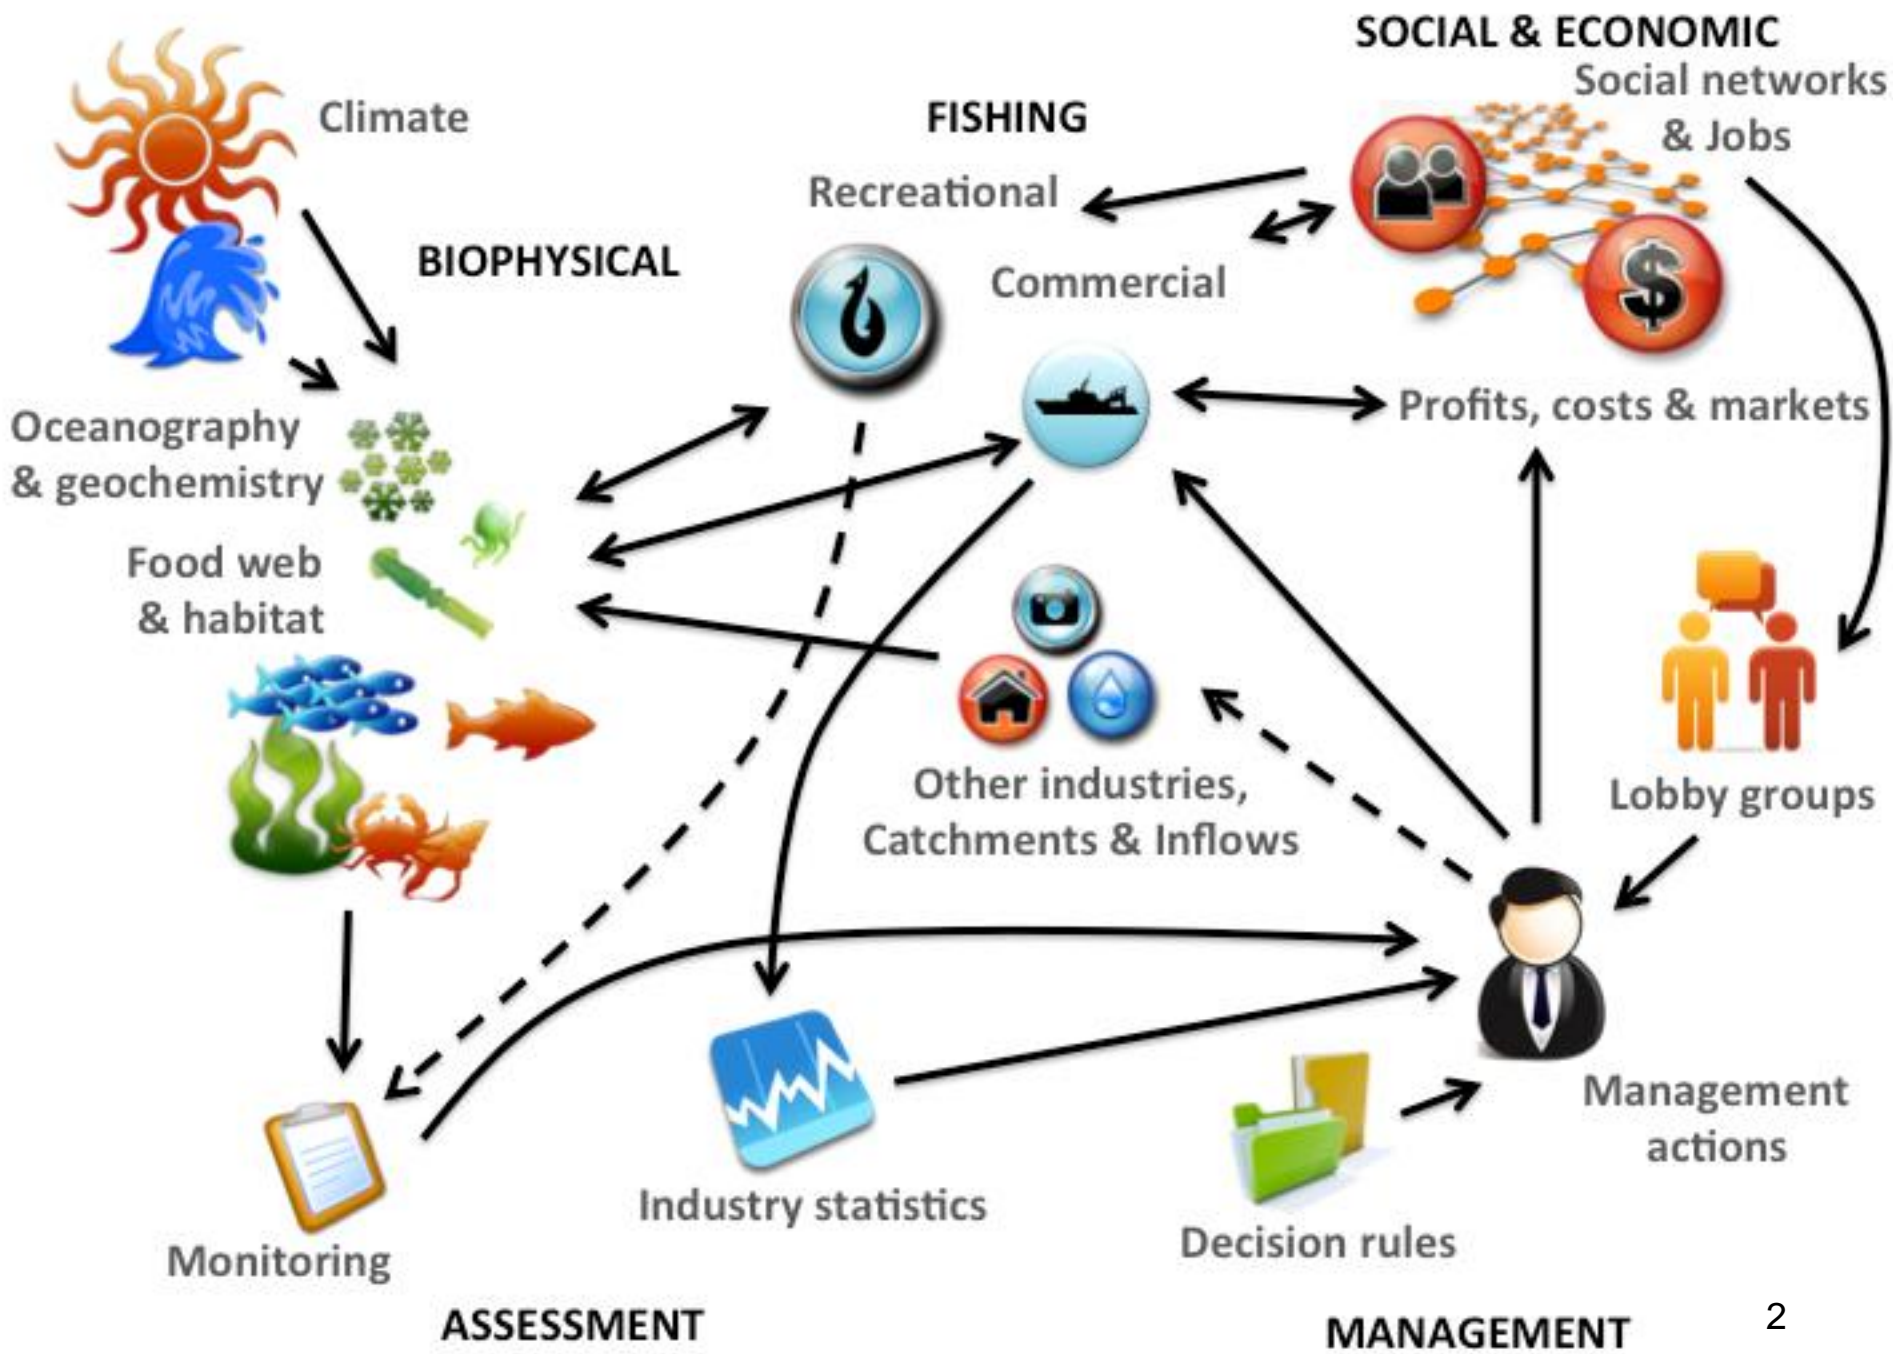 SOCIAL & ECONOMIC
Social networks
& Jobs
Climate
FISHING
Recreational
BIOPHYSICAL
Commercial
Profits, costs & markets
Oceanography
& geochemistry
Food web
& habitat
Other industries,
Catchments & Inflows
Lobby groups
Management
actions
Industry statistics
Decision rules
Monitoring
ASSESSMENT
MANAGEMENT
2
$